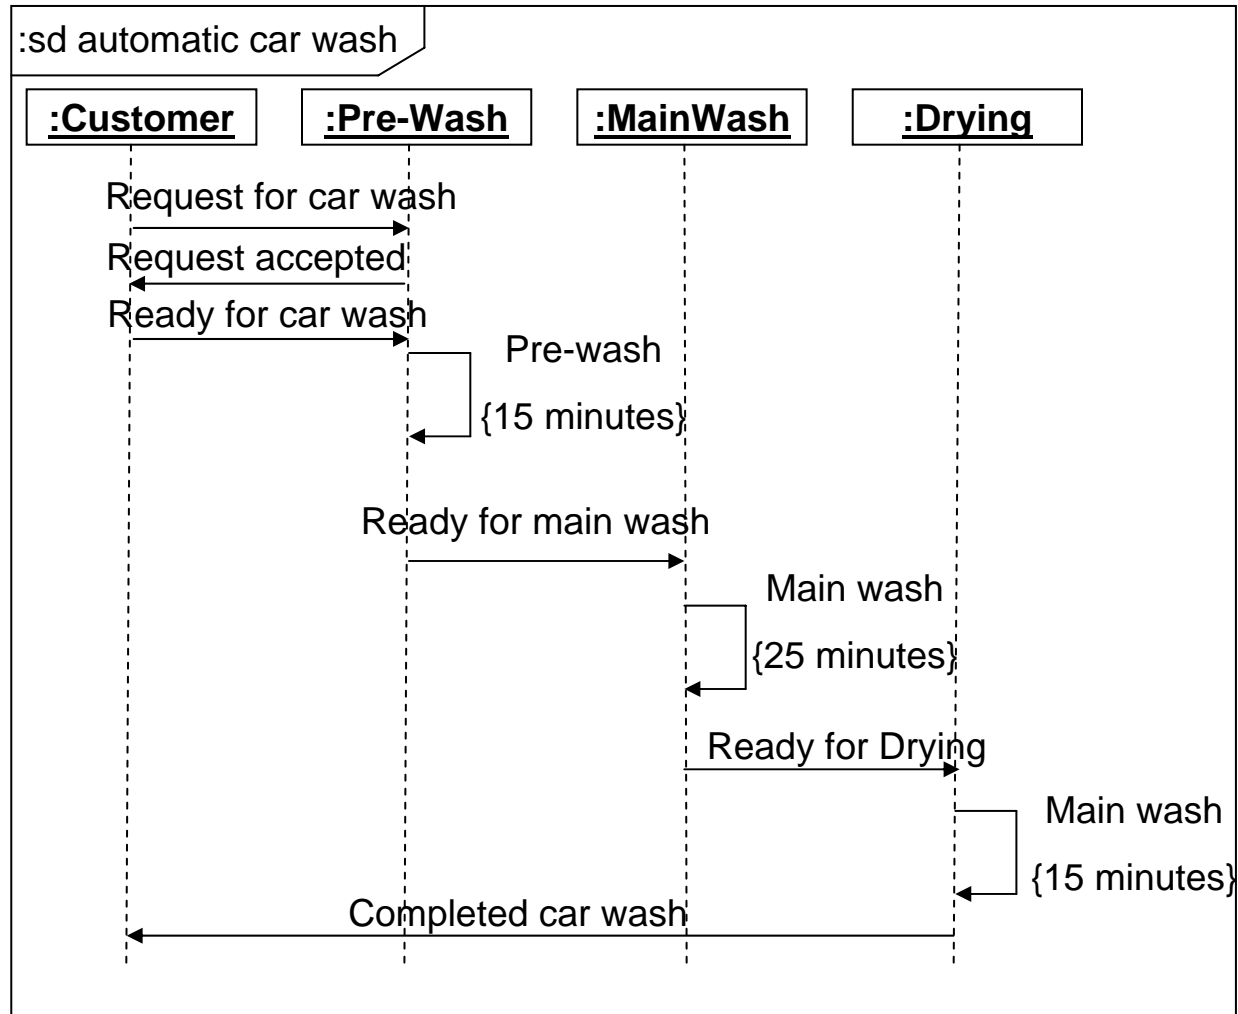 :sd automatic car wash
:Customer
:Pre-Wash
:MainWash
:Drying
Request for car wash
Request accepted
Ready for car wash
Pre-wash
{15 minutes}
Ready for main wash
Main wash
{25 minutes}
Ready for Drying
Main wash
{15 minutes}
Completed car wash